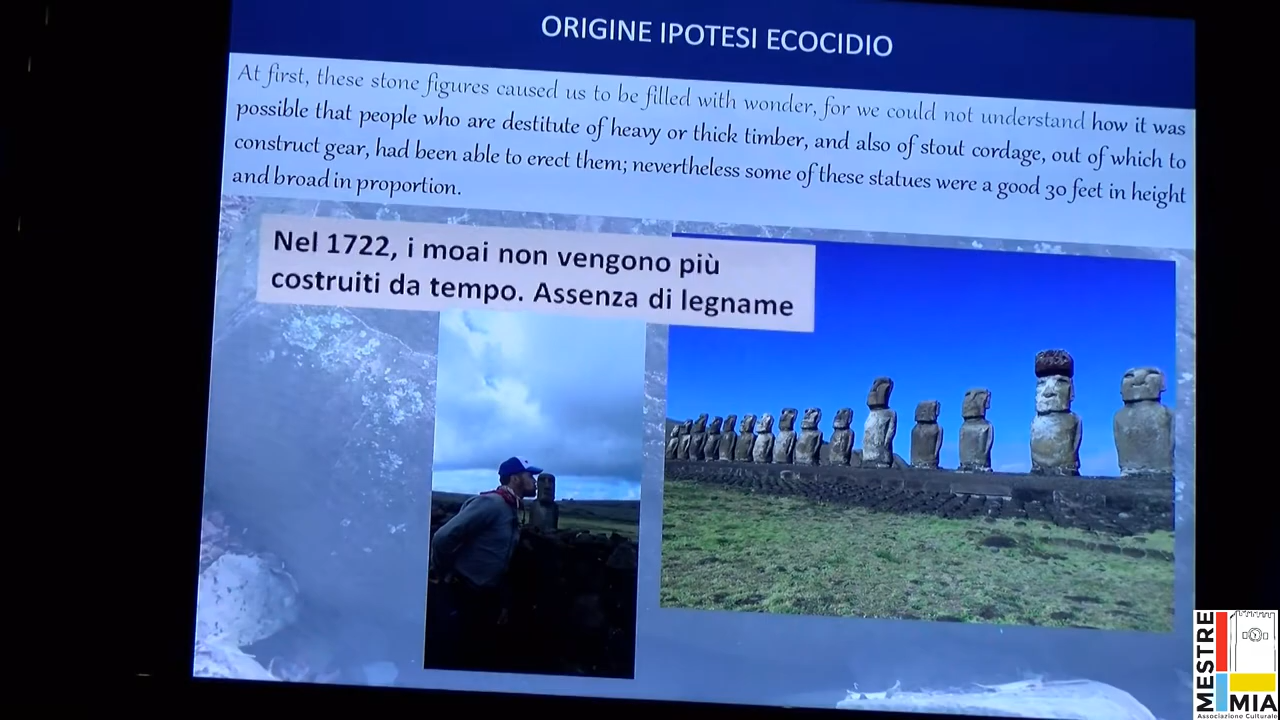 ORIGINE IPOTESI ECOCIDIO
At first, these stone figures caused us to be filled with wonder, for we could not understand how it was
possible that people who are destitute of heavy or thick timber, and also of stout cordage, out of which to
construct gear, had been able to erect them; nevertheless some of these statues were a good 30 feet in height
and broad in proportion.
Nel 1722, i moai non vengono più
costruiti da tempo. Assenza di legname
MESTRE
MIA
Associazione Culturale